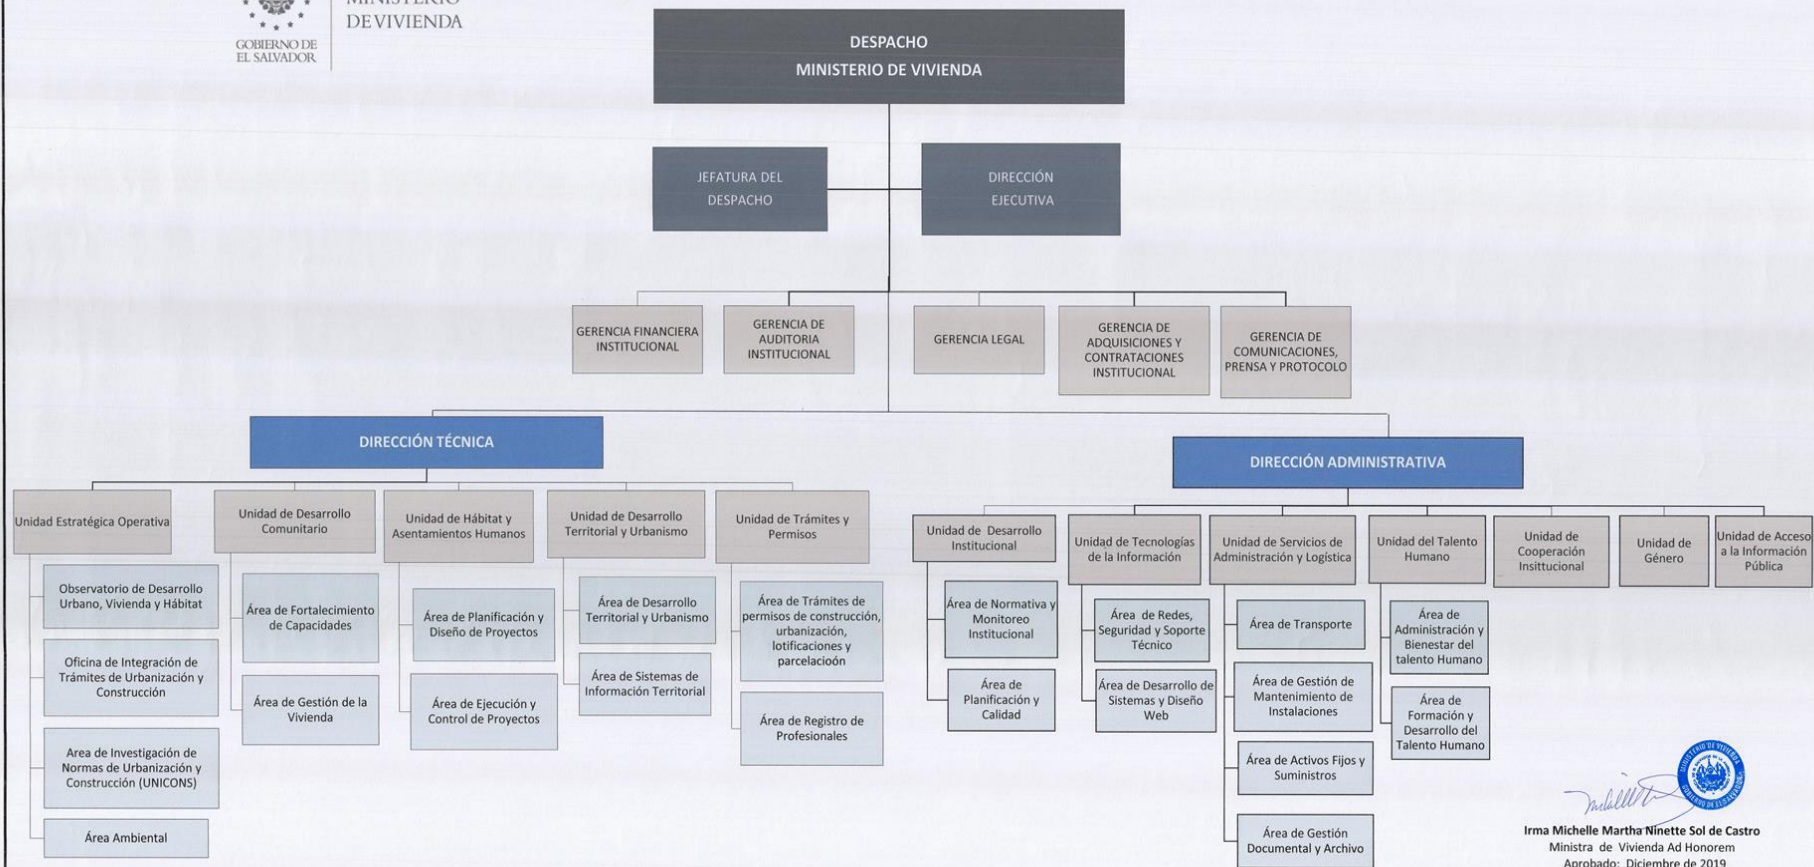 MINISTERIO
DE VIVIENDA
GOBIERNO DE
EL SALVADOR
DESPACHO
MINISTERIO DE VIVIENDA
JEFATURA DEL
DESPACHO
DIRECCIÓN
EJECUTIVA
GERENCIA FINANCIERA
INSTITUCIONAL
GERENCIA DE
AUDITORIA
INSTITUCIONAL
GERENCIA LEGAL
GERENCIA DE
ADQUISICIONES Y
CONTRATACIONES
INSTITUCIONAL
GERENCIA DE
COMUNICACIONES,
PRENSA Y PROTOCOLO
DIRECCIÓN TÉCNICA
DIRECCIÓN ADMINISTRATIVA
Unidad Estratégica Operativa
Observatorio de Desarrollo
Urbano, Vivienda y Hábitat
Oficina de Integración de
Trámites de Urbanización y
Construcción
Area de Investigación de
Normas de Urbanización y
Construcción (UNICONS)
Área Ambiental
Unidad de Desarrollo
Comunitario
Área de Fortalecimiento
de Capacidades
Área de Gestión de la
Vivienda
Unidad de Hábitat y
Asentamientos Humanos
Área de Planificación y
Diseño de Proyectos
Área de Ejecución y
Control de Proyectos
Unidad de Desarrollo
Territorial y Urbanismo
Área de Desarrollo
Territorial y Urbanismo
Área de Sistemas de
Información Territorial
Unidad de Trámites y
Permisos
Área de Trámites de
permisos de construcción,
urbanización,
lotificaciones y
parcelacioón
Área de Registro de
Profesionales
Unidad de Desarrollo
Institucional
Área de Normativa y
Monitoreo
Institucional
Área de
Planificación y
Calidad
Unidad de Tecnologías
de la Información
Área de Redes,
Seguridad y Soporte
Técnico
Área de Desarrollo de
Sistemas y Diseño
Web
Unidad de Servicios de
Administración y Logística
Área de Transporte
Área de Gestión de
Mantenimiento de
Instalaciones
Área de Activos Fijos y
Suministros
Área de Gestión
Documental y Archivo
Unidad del Talento
Humano
Área de
Administración y
Bienestar del
talento Humano
Área de
Formación y
Desarrollo del
Talento Humano
Unidad de
Cooperación
Insittucional
Unidad de
Género
Unidad de Acceso
a la Información
Pública
Irma Michelle Martha Ninette Sol de Castro
Ministra de Vivienda Ad Honorem
Aprobado: Diciembre de 2019